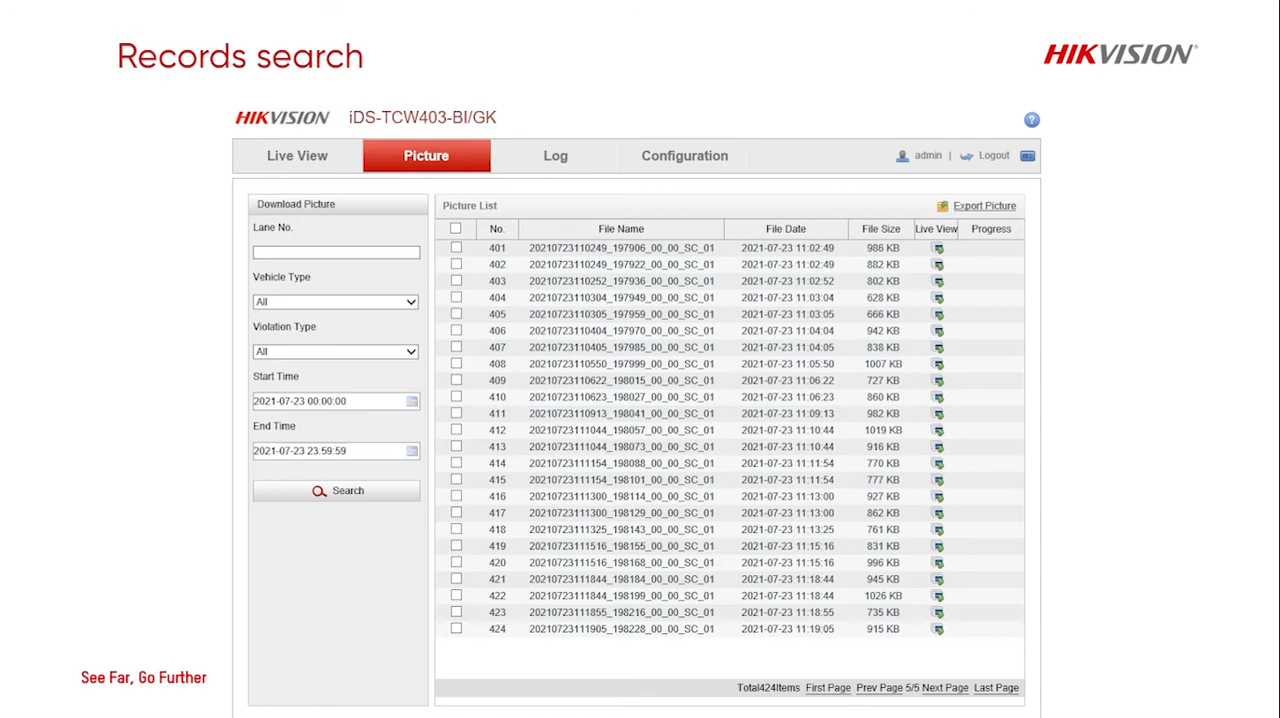 Records search
HIKVISION
HIKVISION iDS-TCW403-BI/GK
?
Live View Picture Log Configuration admin | Logout
Download Picture
Lane No.
Vehicle Type
All
Violation Type
All
Start Time
2021-07-23 00:00:00
End Time
2021-07-23 23:59:59
Search
Picture List Export Picture
No. File Name File Date File Size Live View Progress
401 20210723110249_197906_00_00_SC_01 2021-07-23 11:02:49 986 KB
402 20210723110249_197922_00_00_SC_01 2021-07-23 11:02:49 882 KB
403 20210723110252_197936_00_00_SC_01 2021-07-23 11:02:52 802 KB
404 20210723110304_197949_00_00_SC_01 2021-07-23 11:03:04 628 KB
405 20210723110305_197959_00_00_SC_01 2021-07-23 11:03:05 666 KB
406 20210723110404_197970_00_00_SC_01 2021-07-23 11:04:04 942 KB
407 20210723110405_197985_00_00_SC_01 2021-07-23 11:04:05 838 KB
408 20210723110550_197999_00_00_SC_01 2021-07-23 11:05:50 1007 KB
409 20210723110622_198015_00_00_SC_01 2021-07-23 11:06:22 727 KB
410 20210723110623_198027_00_00_SC_01 2021-07-23 11:06:23 860 KB
411 20210723110913_198041_00_00_SC_01 2021-07-23 11:09:13 982 KB
412 20210723111044_198057_00_00_SC_01 2021-07-23 11:10:44 1019 KB
413 20210723111044_198073_00_00_SC_01 2021-07-23 11:10:44 916 KB
414 20210723111154_198088_00_00_SC_01 2021-07-23 11:11:54 770 KB
415 20210723111154_198101_00_00_SC_01 2021-07-23 11:11:54 777 KB
416 20210723111300_198114_00_00_SC_01 2021-07-23 11:13:00 927 KB
417 20210723111300_198129_00_00_SC_01 2021-07-23 11:13:00 862 KB
418 20210723111325_198143_00_00_SC_01 2021-07-23 11:13:25 761 KB
419 20210723111516_198155_00_00_SC_01 2021-07-23 11:15:16 831 KB
420 20210723111516_198168_00_00_SC_01 2021-07-23 11:15:16 996 KB
421 20210723111844_198184_00_00_SC_01 2021-07-23 11:18:44 945 KB
422 20210723111844_198199_00_00_SC_01 2021-07-23 11:18:44 1026 KB
423 20210723111855_198216_00_00_SC_01 2021-07-23 11:18:55 735 KB
424 20210723111905_198228_00_00_SC_01 2021-07-23 11:19:05 915 KB
Total424Items First Page Prev Page 5/5 Next Page Last Page
See Far, Go Further